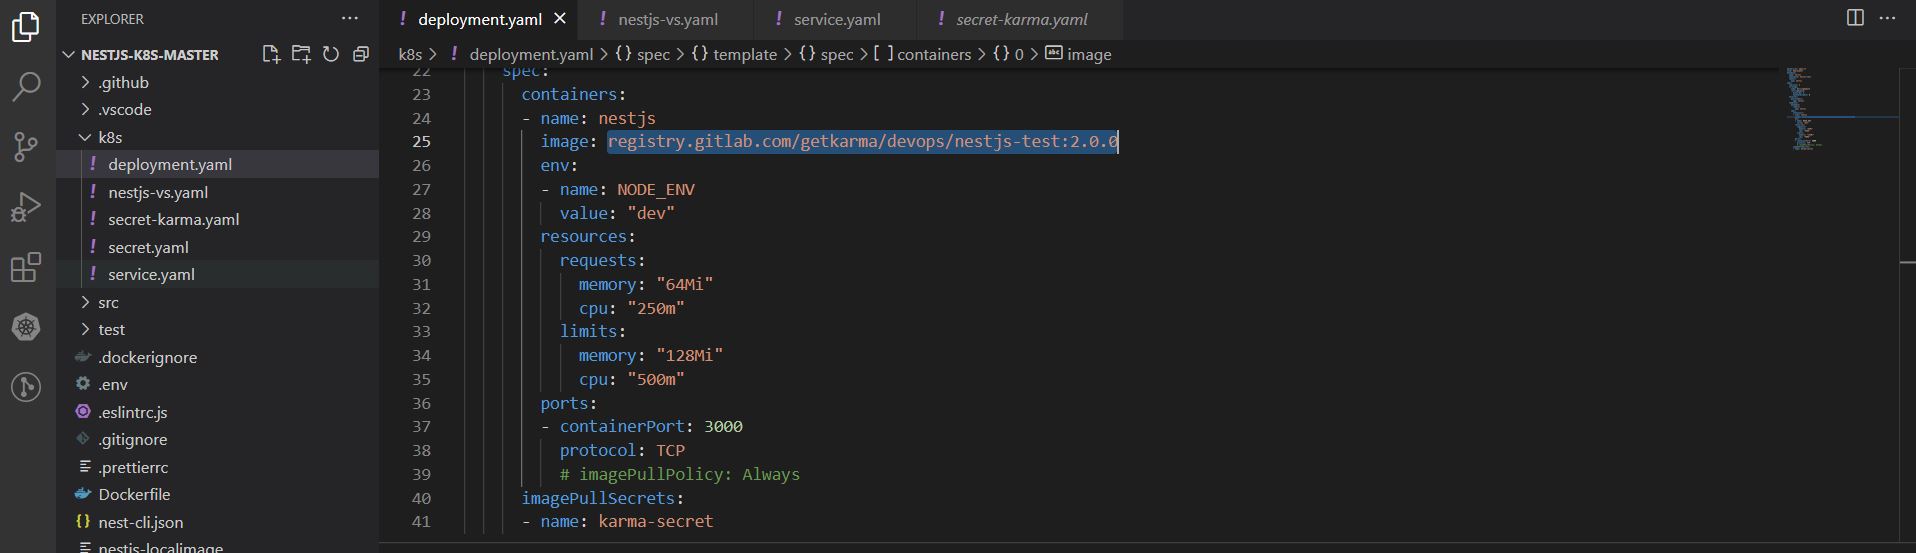 EXPLORER
NESTJS-K8S-MASTER
.github
.vscode
k8s
! deployment.yaml
! nestjs-vs.yaml
! secret-karma.yaml
! secret.yaml
! service.yaml
src
test
.dockerignore
.env
.eslintrc.js
.gitignore
.prettierrc
Dockerfile
{} nest-cli.json
nestjs-localimage
! deployment.yaml ×
! nestjs-vs.yaml
! service.yaml
! secret-karma.yaml
k8s > ! deployment.yaml > {} spec > {} template > {} spec > [ ] containers > {} 0 > abc image
22 spec:
23 containers:
24 - name: nestjs
25 image: registry.gitlab.com/getkarma/devops/nestjs-test:2.0.0
26 env:
27 - name: NODE_ENV
28 value: "dev"
29 resources:
30 requests:
31 memory: "64Mi"
32 cpu: "250m"
33 limits:
34 memory: "128Mi"
35 cpu: "500m"
36 ports:
37 - containerPort: 3000
38 protocol: TCP
39 # imagePullPolicy: Always
40 imagePullSecrets:
41 - name: karma-secret